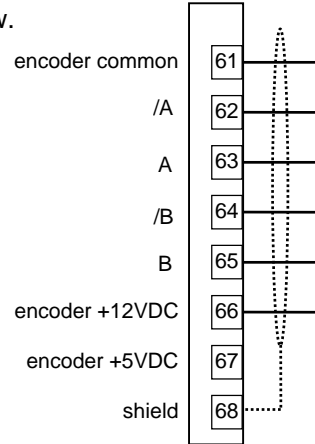 w.
encoder common 61
/A 62
A 63
/B 64
B 65
encoder +12VDC 66
encoder +5VDC 67
shield 68